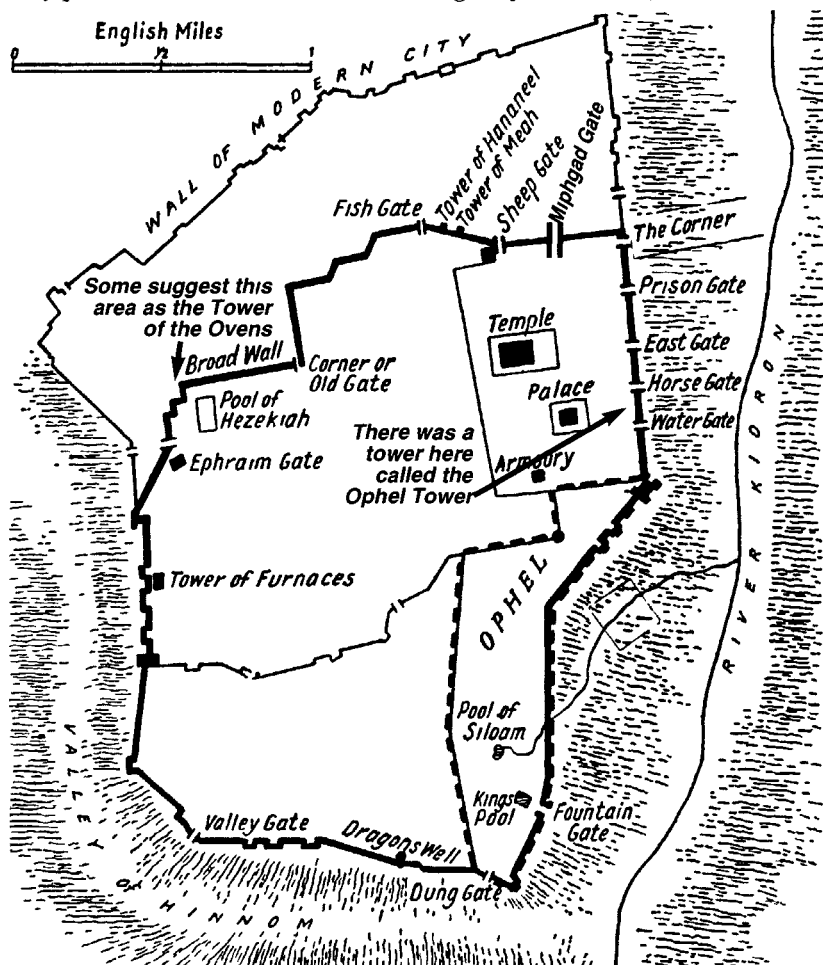 English Miles
0 ½ 1
WALL OF MODERN CITY
Tower of Hananeel
Tower of Meah
Sheep Gate
Miphgad Gate
Fish Gate
The Corner
Some suggest this
area as the Tower
of the Ovens
Prison Gate
Temple
East Gate
Broad Wall
Corner or
Old Gate
Horse Gate
Palace
Pool of
Hezekiah
Water Gate
There was a
tower here
called the
Ophel Tower
Armoury
Ephraim Gate
RIVER KIDRON
Tower of Furnaces
OPHEL
Pool of
Siloam
VALLEY OF HINNOM
Kings
Pool
Fountain
Gate
Valley Gate
Dragons Well
Dung Gate